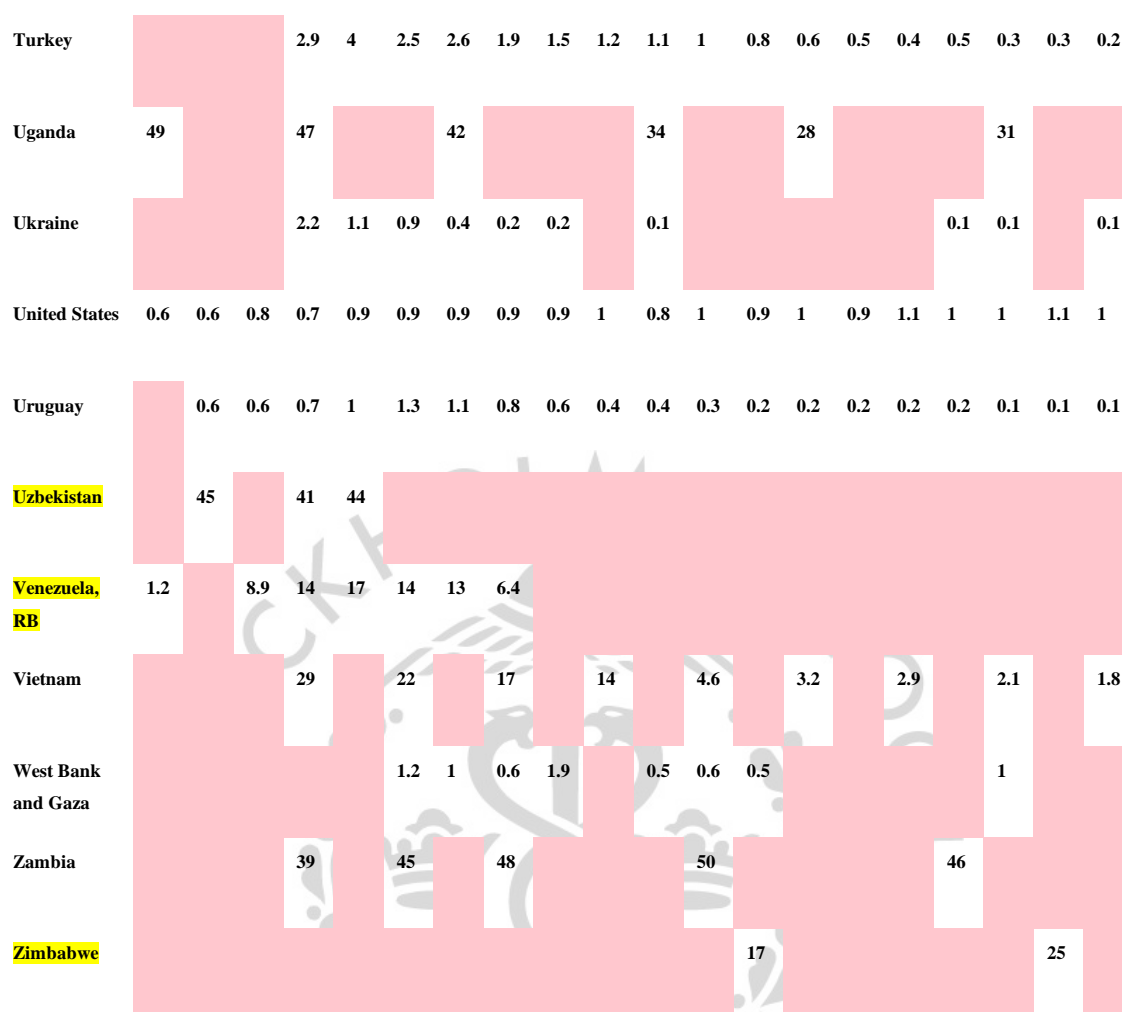 Turkey 2.9 4 2.5 2.6 1.9 1.5 1.2 1.1 1 0.8 0.6 0.5 0.4 0.5 0.3 0.3 0.2
Uganda 49 47 42 34 28 31
Ukraine 2.2 1.1 0.9 0.4 0.2 0.2 0.1 0.1 0.1 0.1
United States 0.6 0.6 0.8 0.7 0.9 0.9 0.9 0.9 0.9 1 0.8 1 0.9 1 0.9 1.1 1 1 1.1 1
Uruguay 0.6 0.6 0.7 1 1.3 1.1 0.8 0.6 0.4 0.4 0.3 0.2 0.2 0.2 0.2 0.2 0.1 0.1 0.1
Uzbekistan 45 41 44
Venezuela, 1.2 8.9 14 17 14 13 6.4
RB
Vietnam 29 22 17 14 4.6 3.2 2.9 2.1 1.8
West Bank 1.2 1 0.6 1.9 0.5 0.6 0.5 1
and Gaza
Zambia 39 45 48 50 46
Zimbabwe 17 25